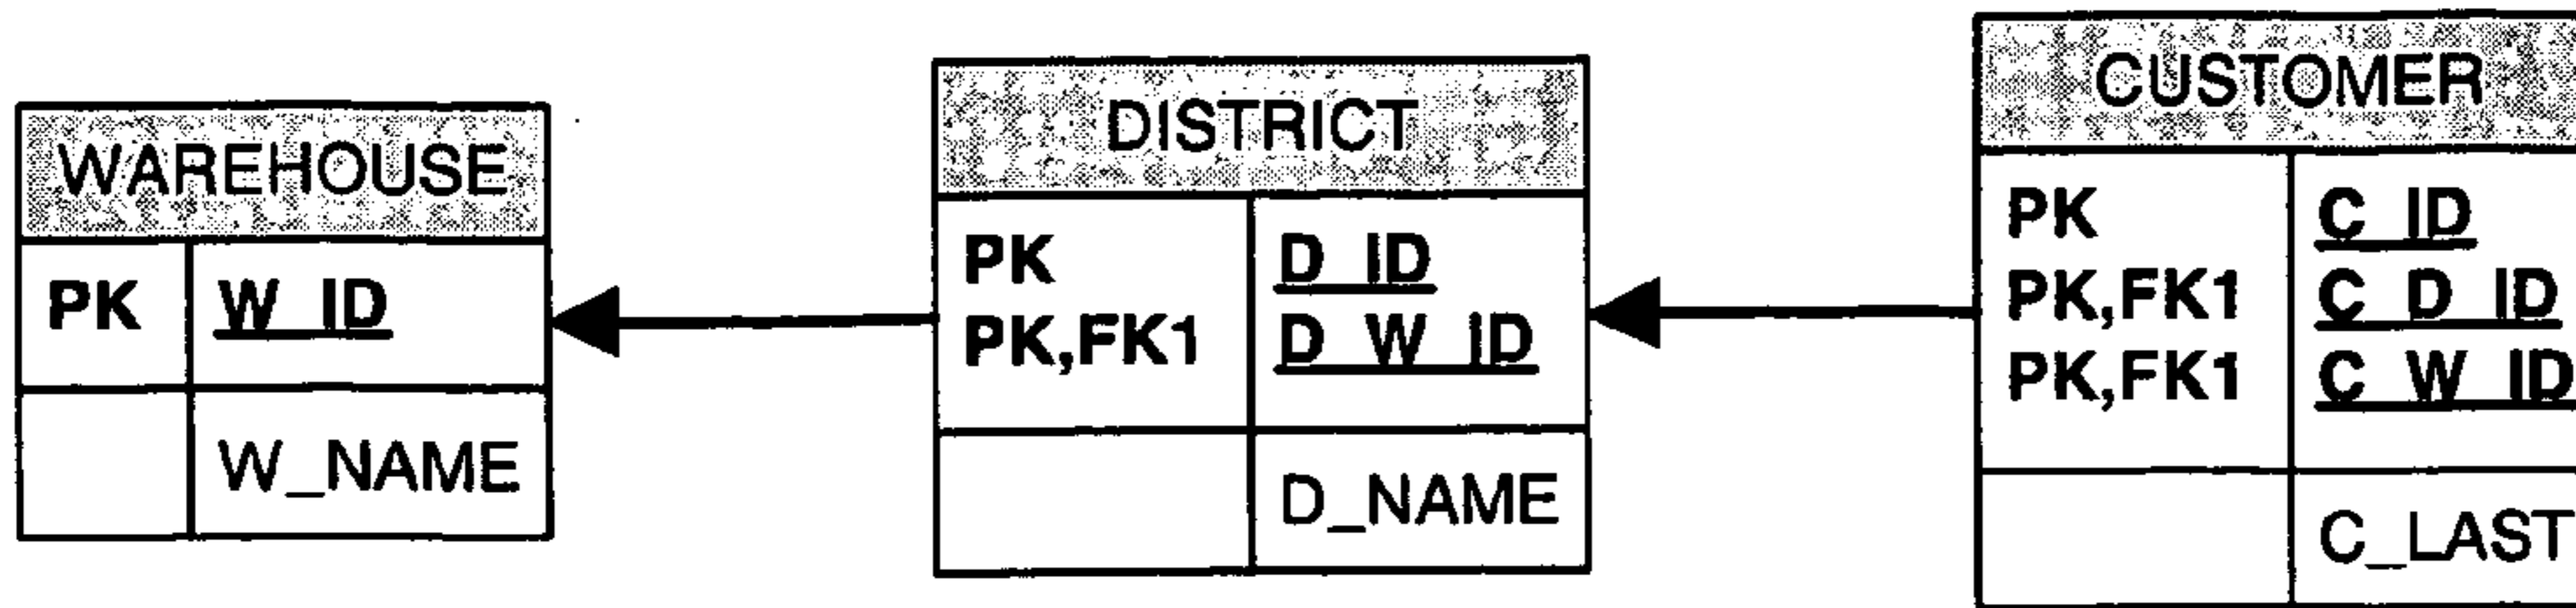 WAREHOUSE
PK W_ID
W_NAME
DISTRICT
PK D_ID
PK,FK1 D_W_ID
D_NAME
CUSTOMER
PK C_ID
PK,FK1 C_D_ID
PK,FK1 C_W_ID
C_LAST